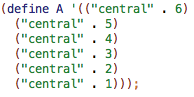 (define A '(("central" . 6)
("central" . 5)
("central" . 4)
("central" . 3)
("central" . 2)
("central" . 1)));